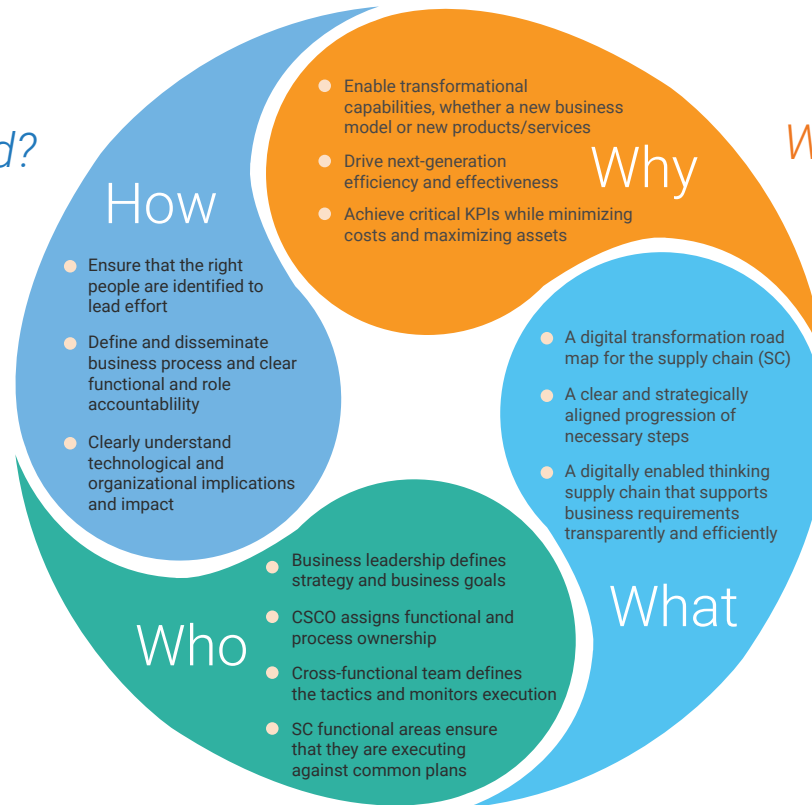 d?
W
How
Ensure that the right
people are identified to
lead effort
Define and disseminate
business process and clear
functional and role
accountablility
Clearly understand
technological and
organizational implications
and impact
Enable transformational
capabilities, whether a new business
model or new products/services
Drive next-generation
efficiency and effectiveness
Achieve critical KPIs while minimizing
costs and maximizing assets
Why
A digital transformation road
map for the supply chain (SC)
A clear and strategically
aligned progression of
necessary steps
A digitally enabled thinking
supply chain that supports
business requirements
transparently and efficiently
What
Who
Business leadership defines
strategy and business goals
CSCO assigns functional and
process ownership
Cross-functional team defines
the tactics and monitors execution
SC functional areas ensure
that they are executing
against common plans